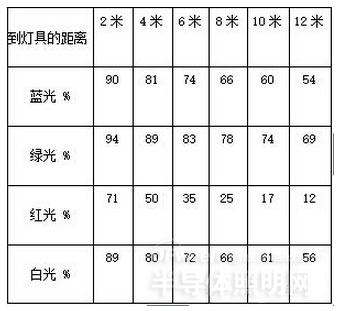 到灯具的距离 2 米 4 米 6 米 8 米 10 米 12 米
蓝光 % 90 81 74 66 60 54
绿光 % 94 89 83 78 74 69
红光 % 71 50 35 25 17 12
白光 % 89 80 72 66 61 56
半导体照明网